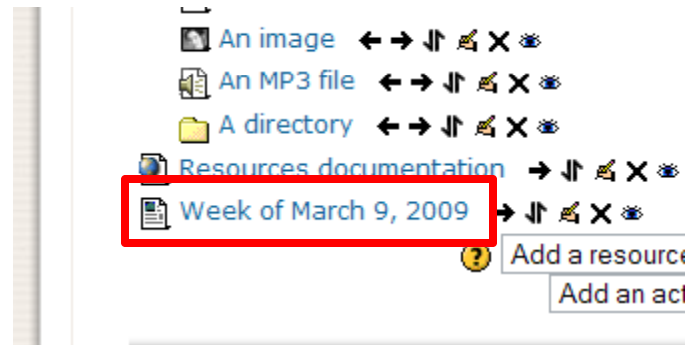 An image
An MP3 file
A directory
Resources documentation
Week of March 9, 2009
?
Add a resource
Add an act